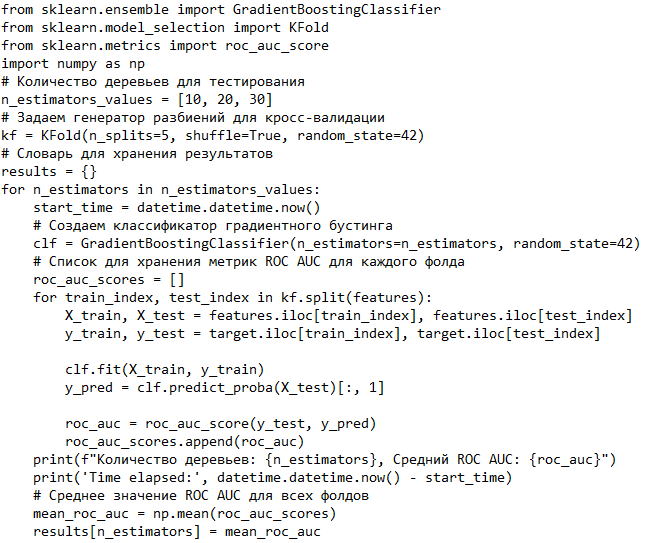 from sklearn.ensemble import GradientBoostingClassifier
from sklearn.model_selection import KFold
from sklearn.metrics import roc_auc_score
import numpy as np
# Количество деревьев для тестирования
n_estimators_values = [10, 20, 30]
# Задаем генератор разбиений для кросс-валидации
kf = KFold(n_splits=5, shuffle=True, random_state=42)
# Словарь для хранения результатов
results = {}
for n_estimators in n_estimators_values:
    start_time = datetime.datetime.now()
    # Создаем классификатор градиентного бустинга
    clf = GradientBoostingClassifier(n_estimators=n_estimators, random_state=42)
    # Список для хранения метрик ROC AUC для каждого фолда
    roc_auc_scores = []
    for train_index, test_index in kf.split(features):
        X_train, X_test = features.iloc[train_index], features.iloc[test_index]
        y_train, y_test = target.iloc[train_index], target.iloc[test_index]

        clf.fit(X_train, y_train)
        y_pred = clf.predict_proba(X_test)[:, 1]

        roc_auc = roc_auc_score(y_test, y_pred)
        roc_auc_scores.append(roc_auc)
    print(f"Количество деревьев: {n_estimators}, Средний ROC AUC: {roc_auc}")
    print('Time elapsed:', datetime.datetime.now() - start_time)
    # Среднее значение ROC AUC для всех фолдов
    mean_roc_auc = np.mean(roc_auc_scores)
    results[n_estimators] = mean_roc_auc